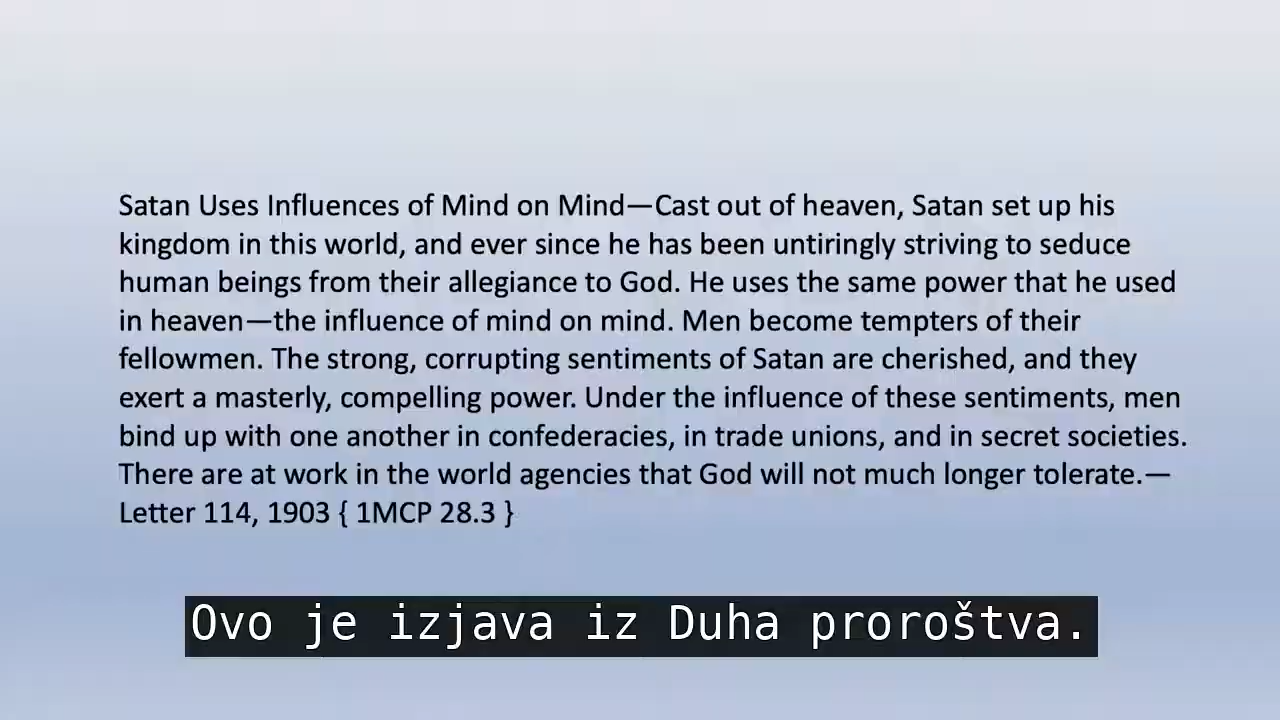 Satan Uses Influences of Mind on Mind—Cast out of heaven, Satan set up his
kingdom in this world, and ever since he has been untiringly striving to seduce
human beings from their allegiance to God. He uses the same power that he used
in heaven—the influence of mind on mind. Men become tempters of their
fellowmen. The strong, corrupting sentiments of Satan are cherished, and they
exert a masterly, compelling power. Under the influence of these sentiments, men
bind up with one another in confederacies, in trade unions, and in secret societies.
There are at work in the world agencies that God will not much longer tolerate.—
Letter 114, 1903 { 1MCP 28.3 }
Ovo je izjava iz Duha proroštva.